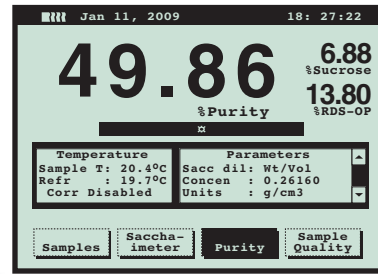 Jan 11, 2009 18: 27:22
49.86
%Purity
6.88
%Sucrose
13.80
%RDS-OP
¤
Temperature
Sample T: 20.4ºC
Refr : 19.7ºC
Corr Disabled
Parameters
Sacc dil: Wt/Vol
Concen : 0.26160
Units : g/cm3
Samples
Saccha-
imeter
Purity
Sample
Quality